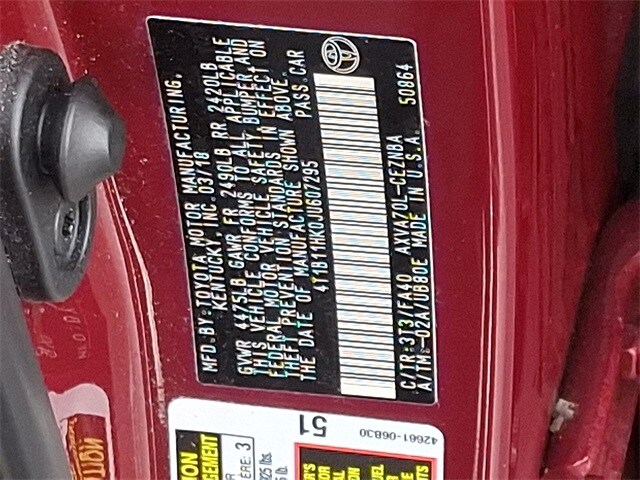 MFD.BY:TOYOTA MOTOR MANUFACTURING,
KENTUCKY, INC. 03/18
GVWR 4475LB GAWR FR 2490LB RR 2420LB
THIS VEHICLE CONFORMS TO ALL APPLICABLE
FEDERAL MOTOR VEHICLE SAFETY, BUMPER, AND
THEFT PREVENTION STANDARDS IN EFFECT ON
THE DATE OF MANUFACTURE SHOWN ABOVE.
4T1B11HK0JU607295 PASS.CAR
C/TR:3T3/FA40 AXVA70L-CEZNBA 50864
A/TM:-02A/UB80E MADE IN U.S.A.
42661-06B30
51
3